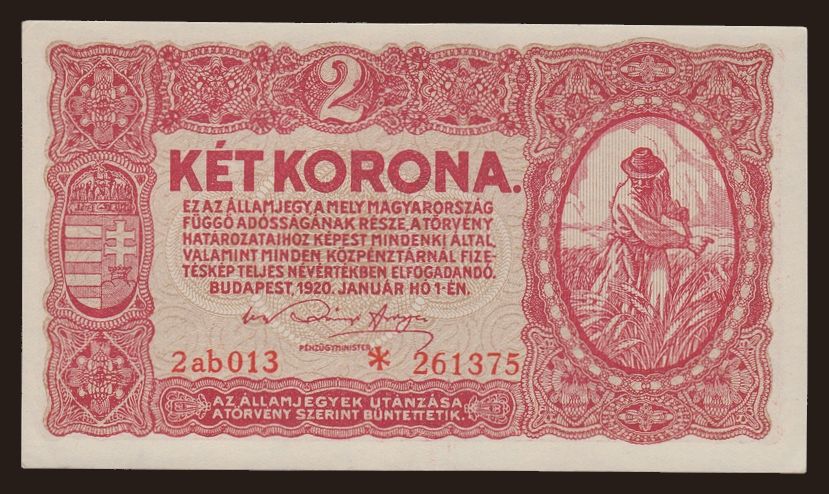 2
KÉT KORONA.
EZ AZ ÁLLAMJEGY, A MELY MAGYARORSZÁG
FÜGGŐ ADÓSSÁGÁNAK RÉSZE, A TÖRVÉNY
HATÁROZATAIHOZ KÉPEST MINDENKI ÁLTAL,
VALAMINT MINDEN KÖZPÉNZTÁRNÁL FIZE-
TÉSKÉP TELJES NÉVÉRTÉKBEN ELFOGADANDÓ.
BUDAPEST, 1920. JANUÁR HÓ 1-ÉN.
PÉNZÜGYMINISTER
2ab013 * 261375
AZ ÁLLAMJEGYEK UTÁNZÁSA
A TÖRVÉNY SZERINT BÜNTETTETIK.